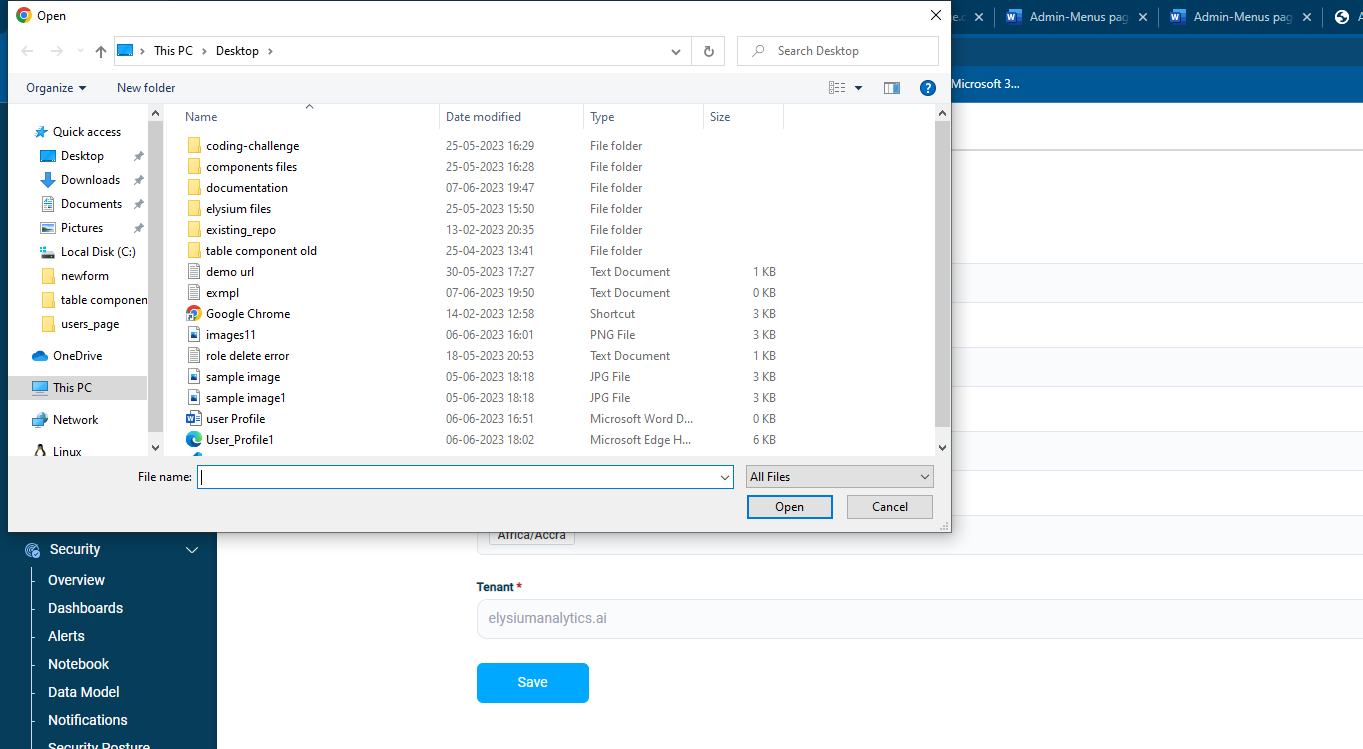 Open
e.c
Admin-Menus pag
Admin-Menus pag
This PC
Desktop
Search Desktop
Organize
New folder
Microsoft 3...
Name
Date modified
Type
Size
Quick access
Desktop
Downloads
Documents
Pictures
Local Disk (C:)
newform
table componen
users_page
OneDrive
This PC
Network
Linux
coding-challenge 25-05-2023 16:29 File folder
components files 25-05-2023 16:28 File folder
documentation 07-06-2023 19:47 File folder
elysium files 25-05-2023 15:50 File folder
existing_repo 13-02-2023 20:35 File folder
table component old 25-04-2023 13:41 File folder
demo url 30-05-2023 17:27 Text Document 1 KB
exmpl 07-06-2023 19:50 Text Document 0 KB
Google Chrome 14-02-2023 12:58 Shortcut 3 KB
images11 06-06-2023 16:01 PNG File 3 KB
role delete error 18-05-2023 20:53 Text Document 1 KB
sample image 05-06-2023 18:18 JPG File 3 KB
sample image1 05-06-2023 18:18 JPG File 3 KB
user Profile 06-06-2023 16:51 Microsoft Word D... 0 KB
User_Profile1 06-06-2023 18:02 Microsoft Edge H... 6 KB
File name:
All Files
Open
Cancel
Africa/Accra
Security
Overview
Dashboards
Alerts
Notebook
Data Model
Notifications
Security Posture
Tenant *
elysiumanalytics.ai
Save